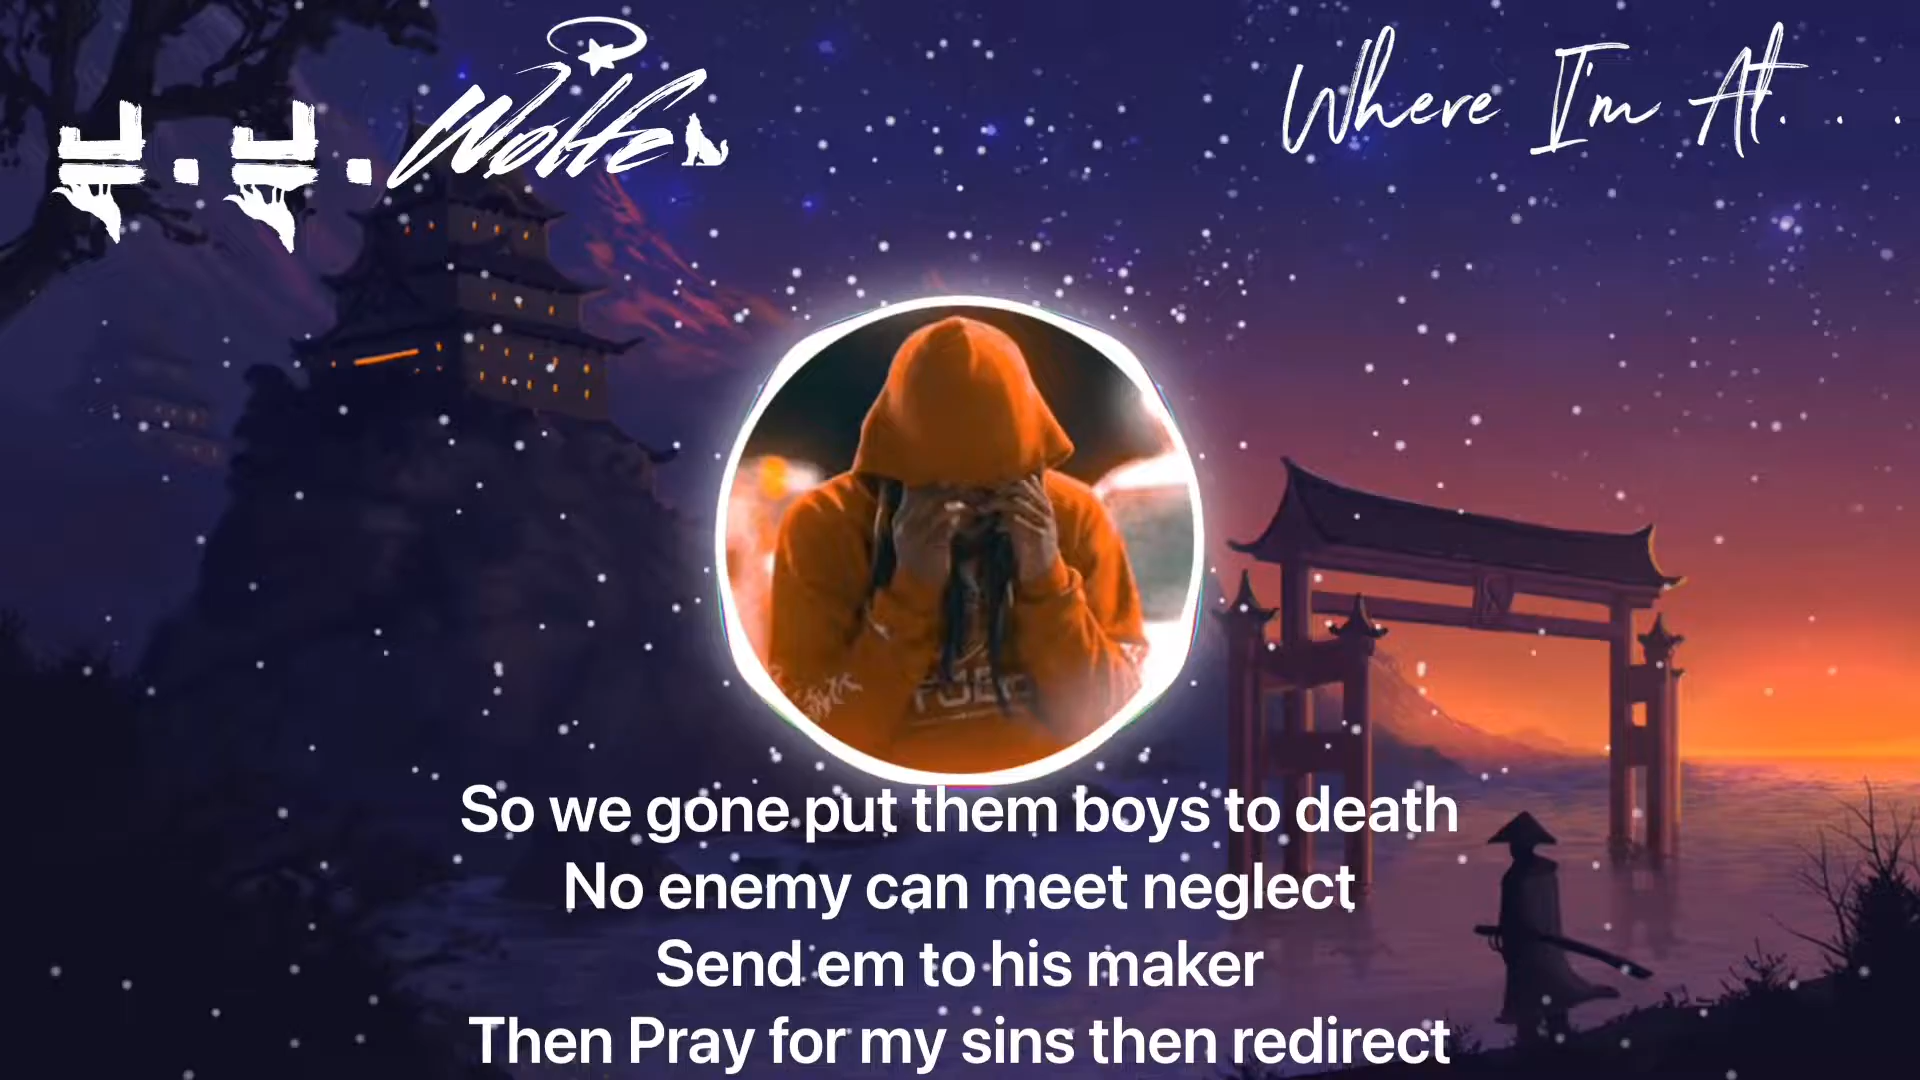 Wolfe
Where I'm At. . .
So we gone put them boys to death
No enemy can meet neglect
Send em to his maker
Then Pray for my sins then redirect